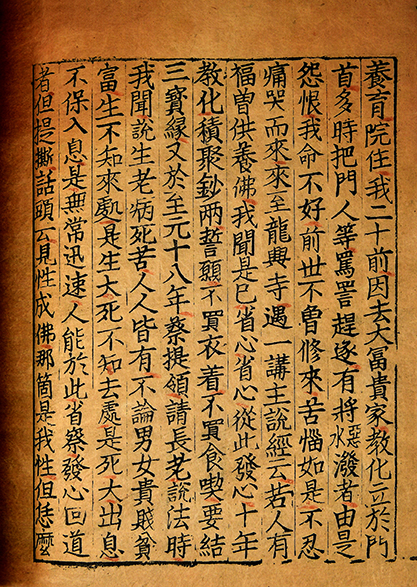 養育院住我二十前因去大富貴家教化立於門
首多時把門人等罵詈趕逐有將惡水潑者由是
怨恨我命不好前世不曾修來苦惱如是不忍
痛哭而來來至龍興寺遇一講主說經云若人有
福曾供養佛我聞是已省心省心從此發心十年
教化積聚鈔兩誓願不買衣着不買食喫要結
三寶緣又於至元十八年蔡提領請長老說法時
我聞說生老病死苦人人皆有不論男女貴賤貧
富生不知來處是生大死不知去處是死大出息
不保入息是無常迅速人能於此省察發心回道
者但提撕話頭云見性成佛那箇是我性但恁麼